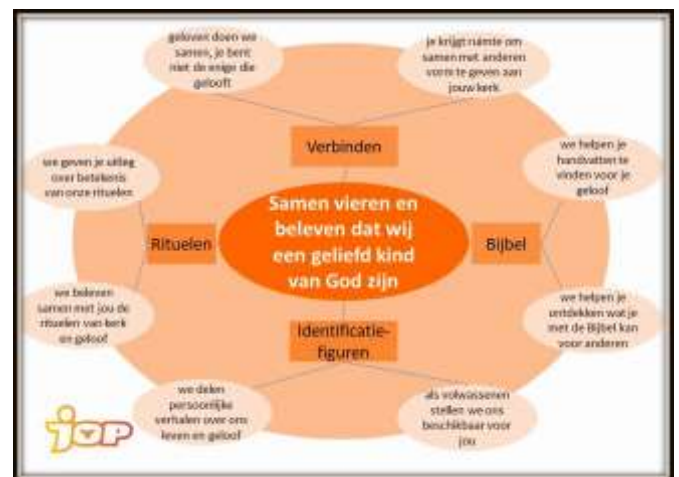 geloven doen we
samen, je bent
niet de enige die
gelooft
je krijgt ruimte om
samen met anderen
vorm te geven aan
jouw kerk
Verbinden
we geven je uitleg
over betekenis
van onze rituelen
we helpen je
handvatten te
vinden voor je
geloof
Samen vieren en
beleven dat wij
een geliefd kind
van God zijn
Rituelen
Bijbel
we beleven
samen met jou de
rituelen van kerk
en geloof
we helpen je
ontdekken wat je
met de Bijbel kan
voor anderen
Identificatie-
figuren
we delen
persoonlijke
verhalen over ons
leven en geloof
als volwassenen
stellen we ons
beschikbaar voor
jou
jop